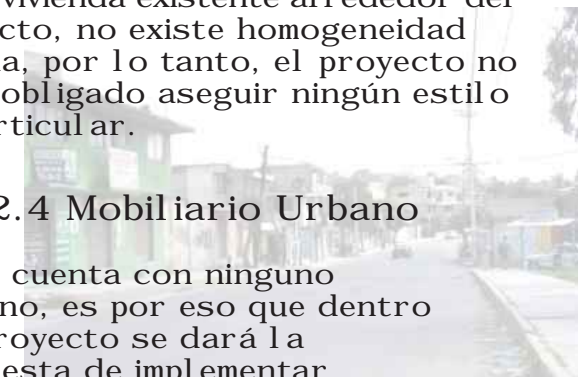 vivienda existente alrededor del
cto, no existe homogeneidad
a, por lo tanto, el proyecto no
obligado aseguir ningún estilo
rticular.
2.4 Mobiliario Urbano
cuenta con ninguno
no, es por eso que dentro
royecto se dará la
esta de implementar